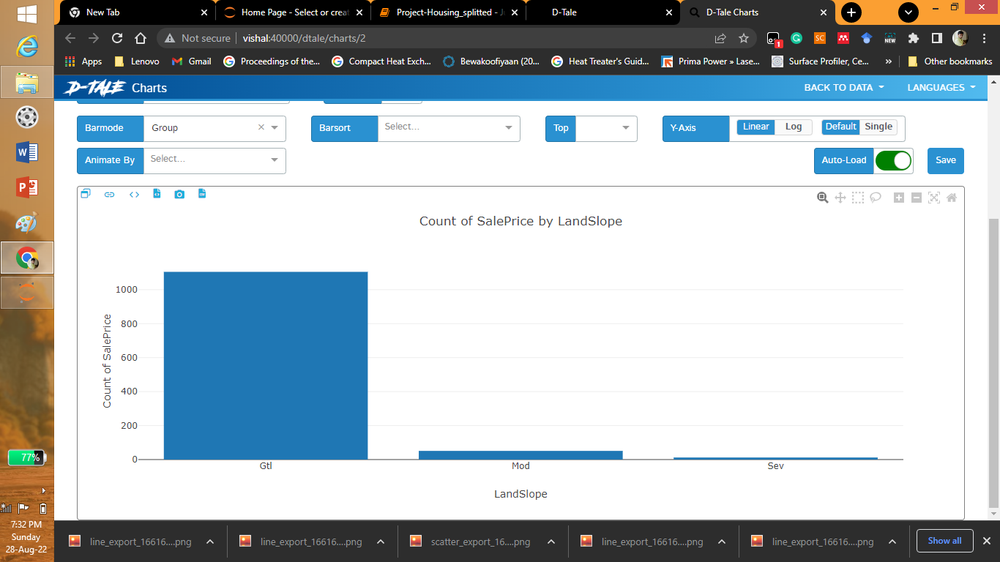 New Tab
Home Page - Select or creat
Project-Housing_splitted - J
D-Tale
D-Tale Charts
Not secure | vishal:40000/dtale/charts/2
SC
NEW
1
Apps
Lenovo
Gmail
Proceedings of the...
Compact Heat Exch...
Bewakoofiyaan (20...
Heat Treater's Guid...
Prima Power » Lase...
Surface Profiler, Ce...
»
Other bookmarks
D-TALE Charts
BACK TO DATA
LANGUAGES
Barmode Group
Barsort Select...
Top
Y-Axis Linear Log Default Single
Animate By Select...
Auto-Load
Save
Count of SalePrice by LandSlope
Count of SalePrice
1000
800
600
400
200
0
Gtl Mod Sev
LandSlope
77%
7:32 PM
Sunday
28-Aug-22
line_export_16616....png
line_export_16616....png
scatter_export_16....png
line_export_16616....png
line_export_16616....png
Show all